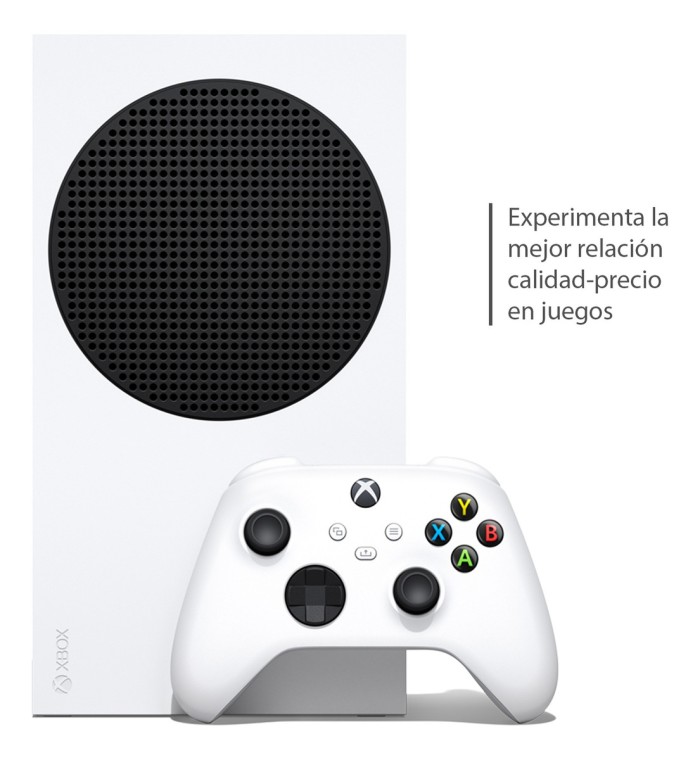 Experimenta la
mejor relación
calidad-precio
en juegos
XBOX
Y
X
B
A